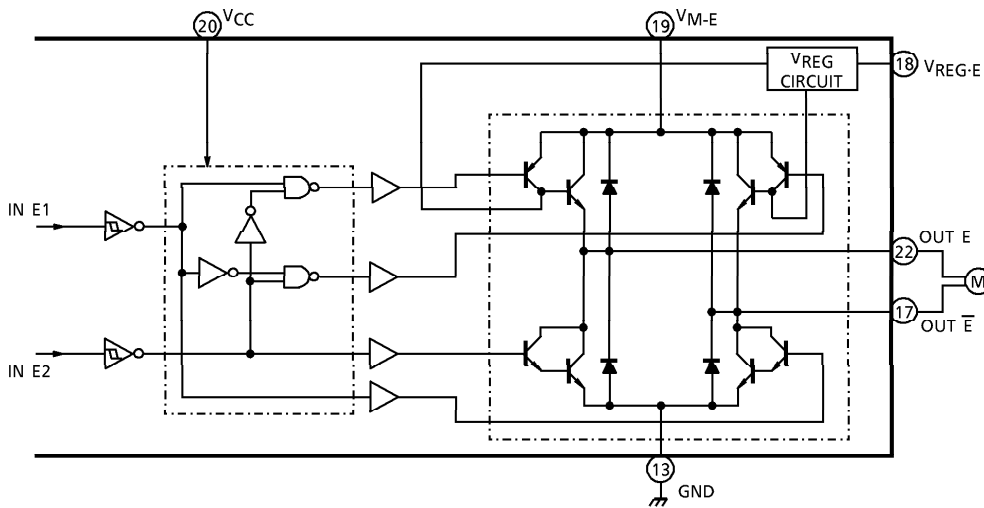 20 VCC
19 VM-E
VREG
CIRCUIT
18 VREG·E
IN E1
22 OUT E
M
17 OUT E̅
IN E2
13
GND